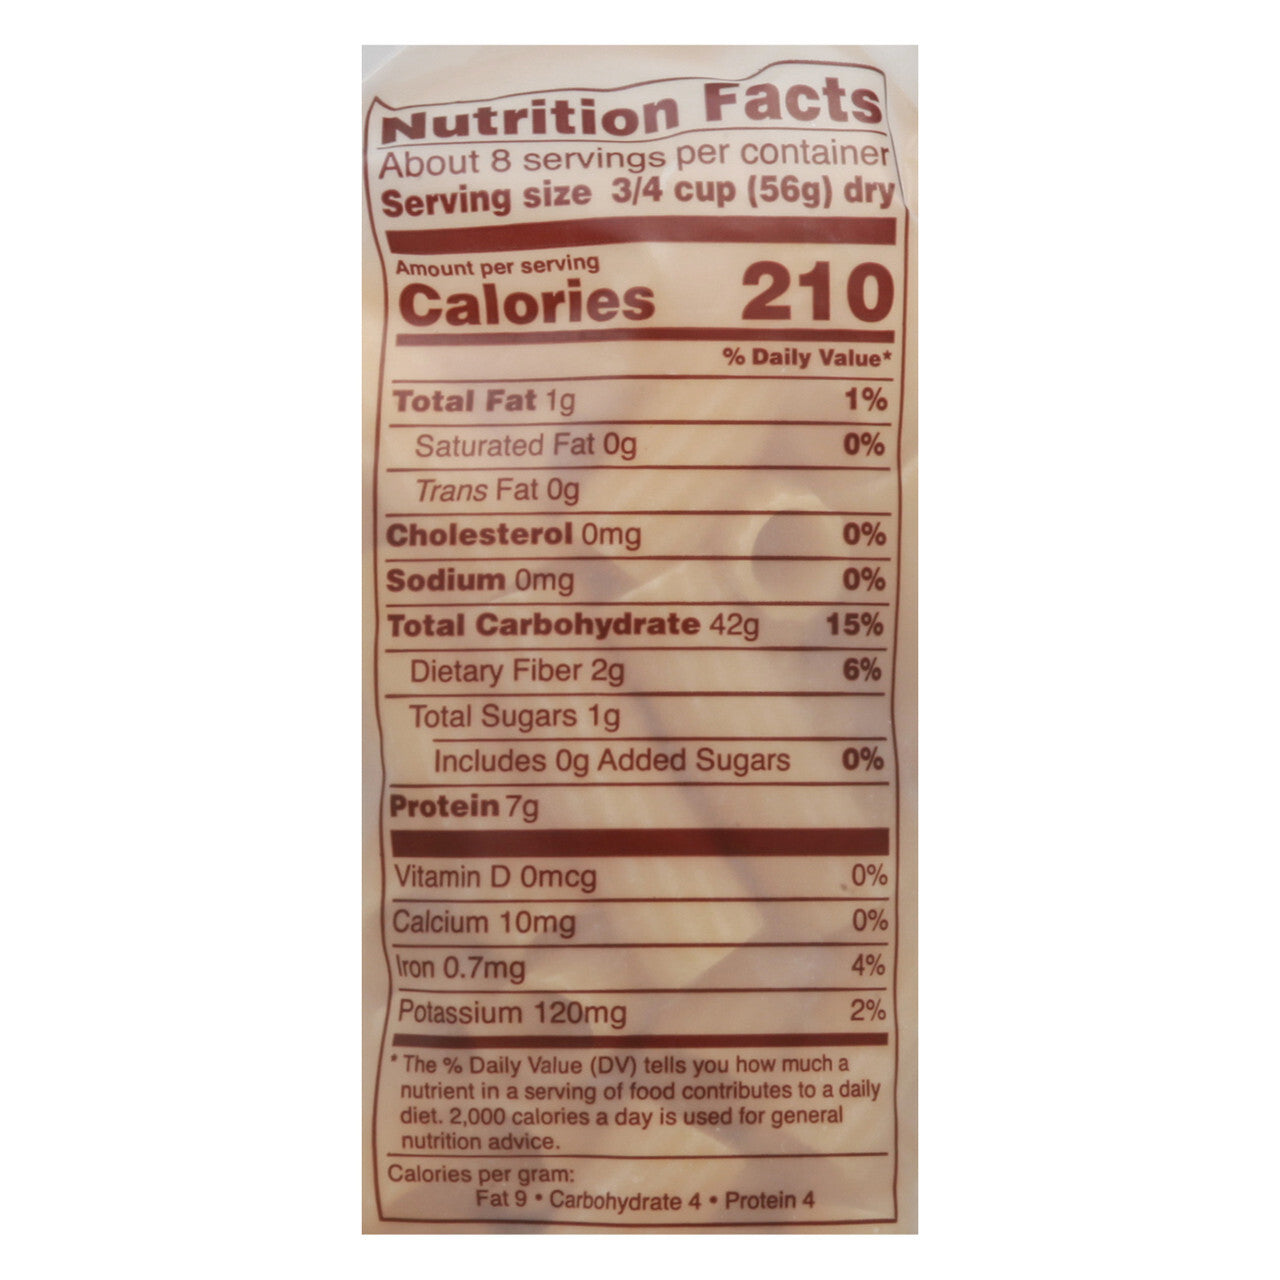 Nutrition Facts
About 8 servings per container
Serving size 3/4 cup (56g) dry
Amount per serving
Calories 210
% Daily Value*
Total Fat 1g 1%
Saturated Fat 0g 0%
Trans Fat 0g
Cholesterol 0mg 0%
Sodium 0mg 0%
Total Carbohydrate 42g 15%
Dietary Fiber 2g 6%
Total Sugars 1g
Includes 0g Added Sugars 0%
Protein 7g
Vitamin D 0mcg 0%
Calcium 10mg 0%
Iron 0.7mg 4%
Potassium 120mg 2%
* The % Daily Value (DV) tells you how much a
nutrient in a serving of food contributes to a daily
diet. 2,000 calories a day is used for general
nutrition advice.
Calories per gram:
Fat 9 • Carbohydrate 4 • Protein 4